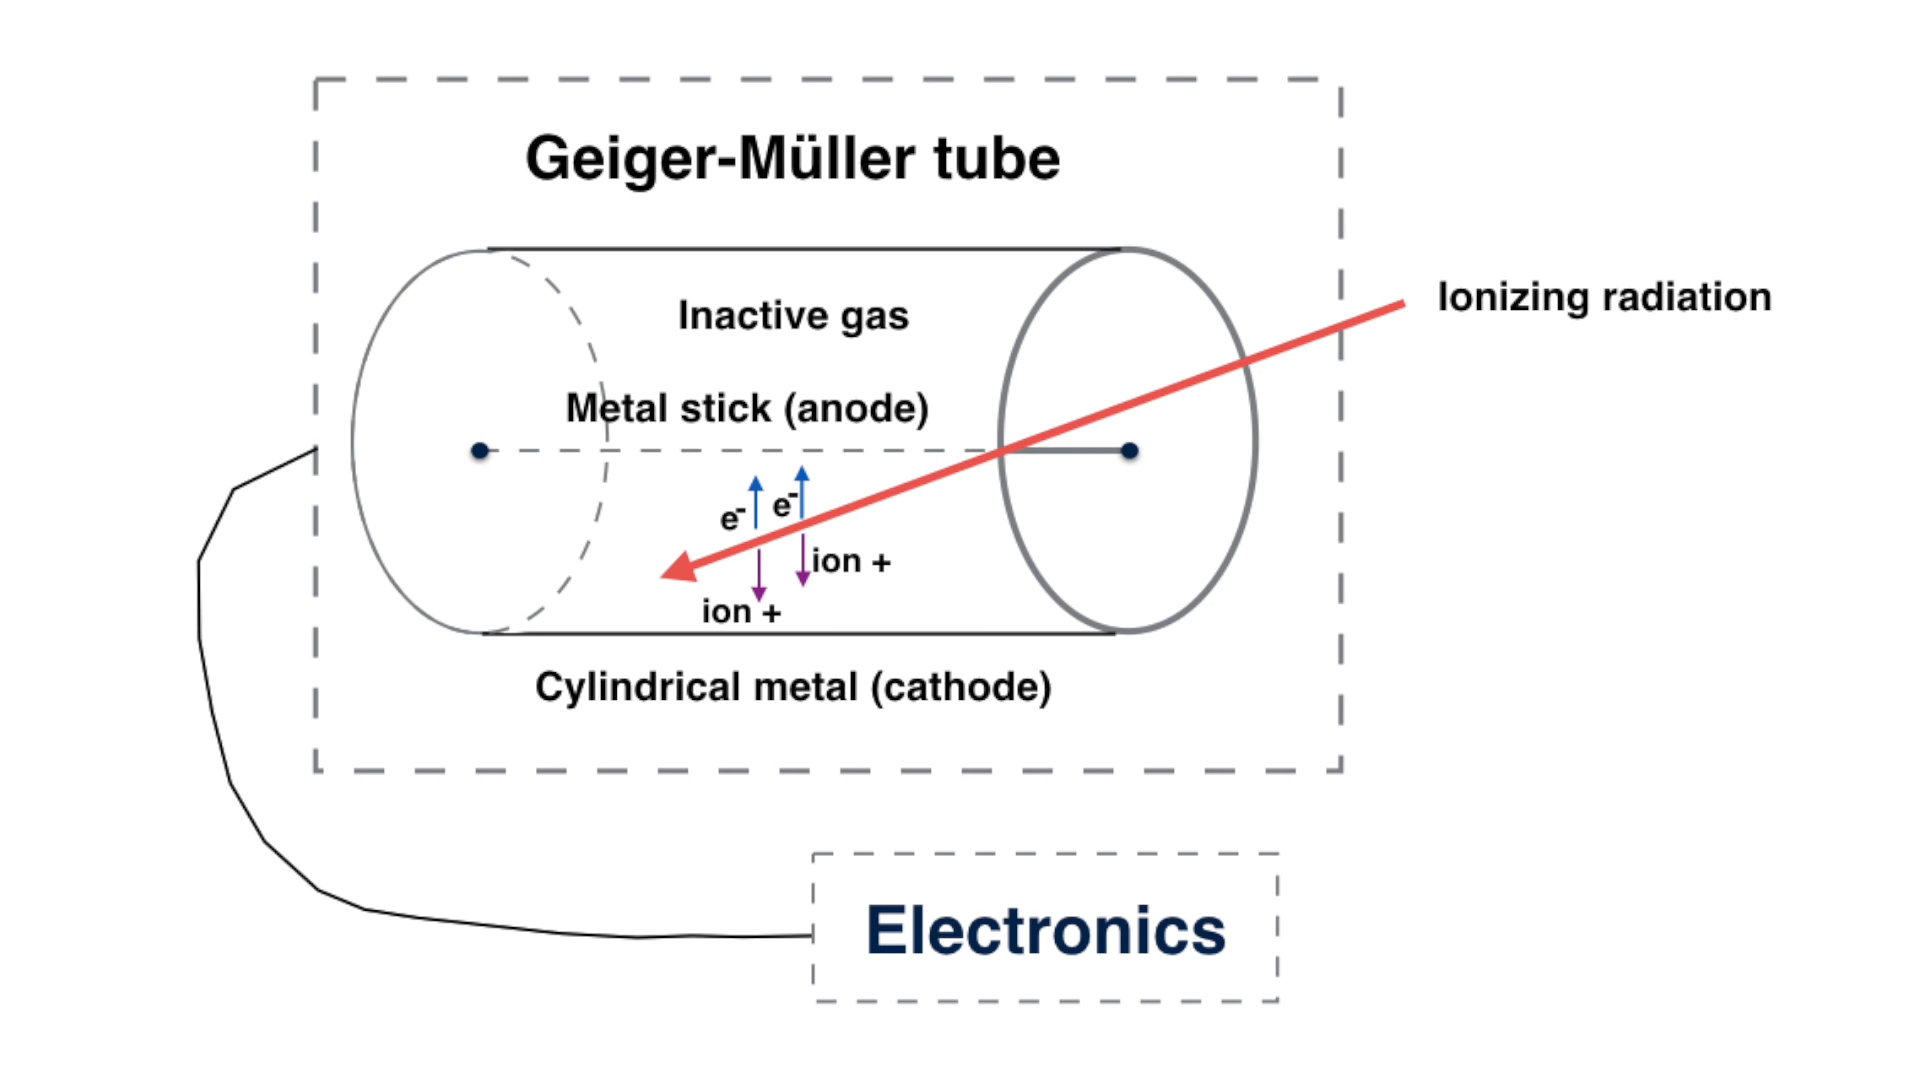 Geiger-Müller tube
Ionizing radiation
Inactive gas
Metal stick (anode)
e-
e-
ion +
ion +
Cylindrical metal (cathode)
Electronics